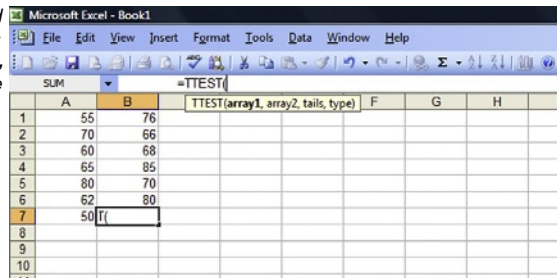 Microsoft Excel - Book1
File Edit View Insert Format Tools Data Window Help
SUM =TTEST(
TTEST(array1, array2, tails, type)
A B F G H
1 55 76
2 70 66
3 60 68
4 65 85
5 80 70
6 62 80
7 50 T(
8
9
10